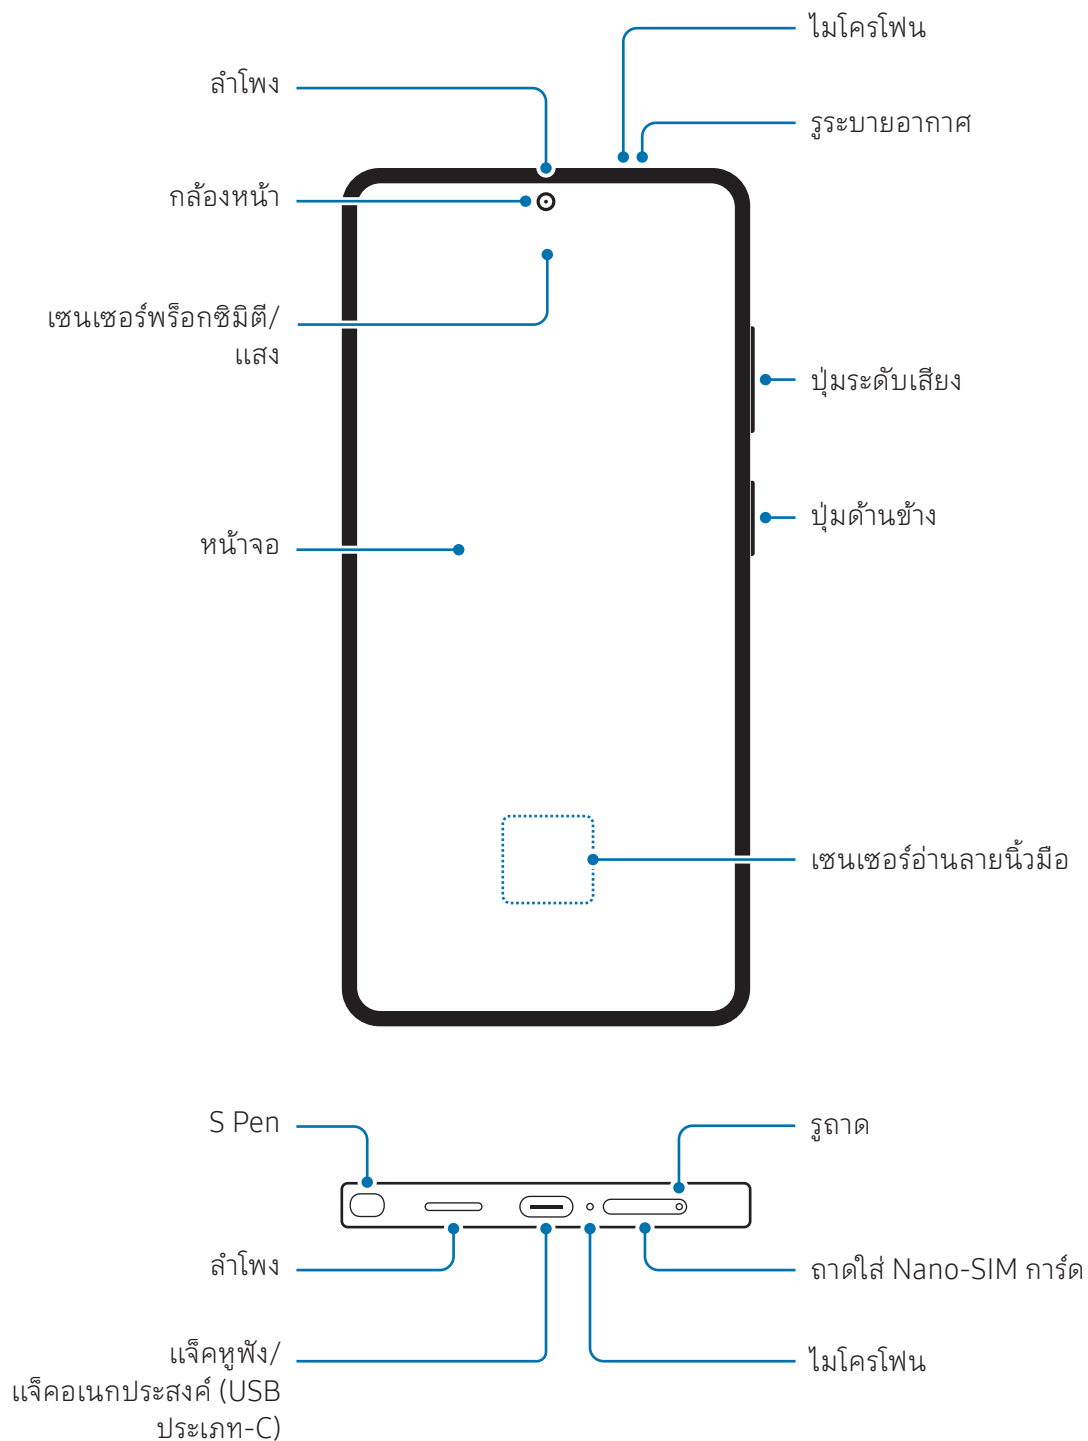 ไมโครโฟน
ลำโพง
รูระบายอากาศ
กล้องหน้า
เซนเซอร์พร็อกซิมิตี/
แสง
ปุ่มระดับเสียง
ปุ่มด้านข้าง
หน้าจอ
เซนเซอร์อ่านลายนิ้วมือ
S Pen
รูถาด
ลำโพง
ถาดใส่ Nano-SIM การ์ด
แจ็คหูฟัง/
แจ็คอเนกประสงค์ (USB
ประเภท-C)
ไมโครโฟน